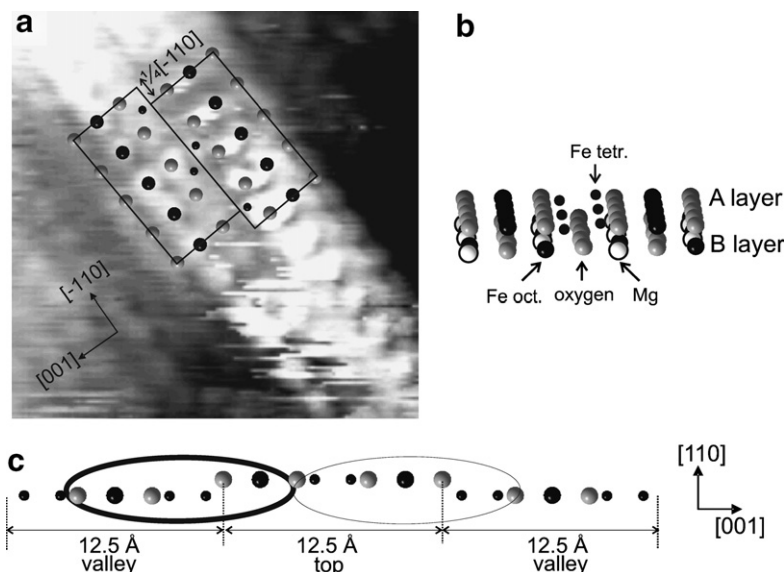 a
¼[-110]
[-110]
[001]
b
Fe tetr.
A layer
B layer
Fe oct.
oxygen
Mg
c
[110]
[001]
12.5 Å
valley
12.5 Å
top
12.5 Å
valley